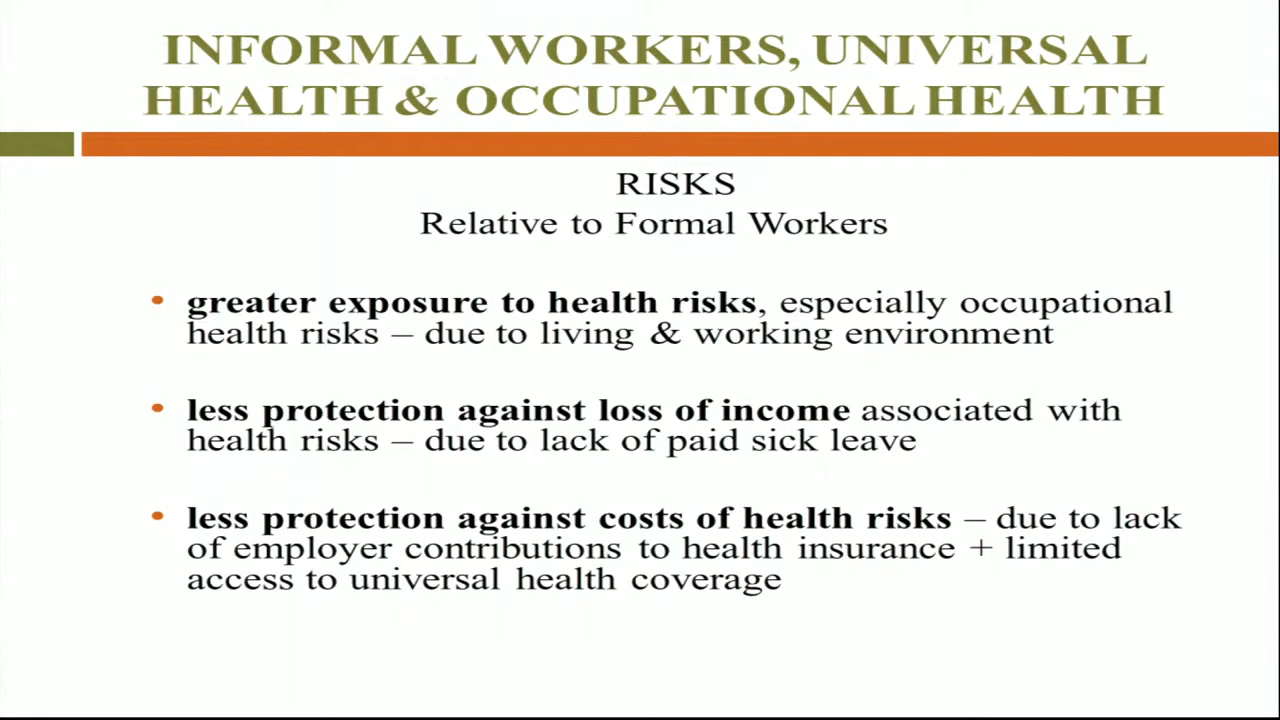 INFORMAL WORKERS, UNIVERSAL
HEALTH & OCCUPATIONAL HEALTH
RISKS
Relative to Formal Workers
• greater exposure to health risks, especially occupational
health risks – due to living & working environment
• less protection against loss of income associated with
health risks – due to lack of paid sick leave
• less protection against costs of health risks – due to lack
of employer contributions to health insurance + limited
access to universal health coverage